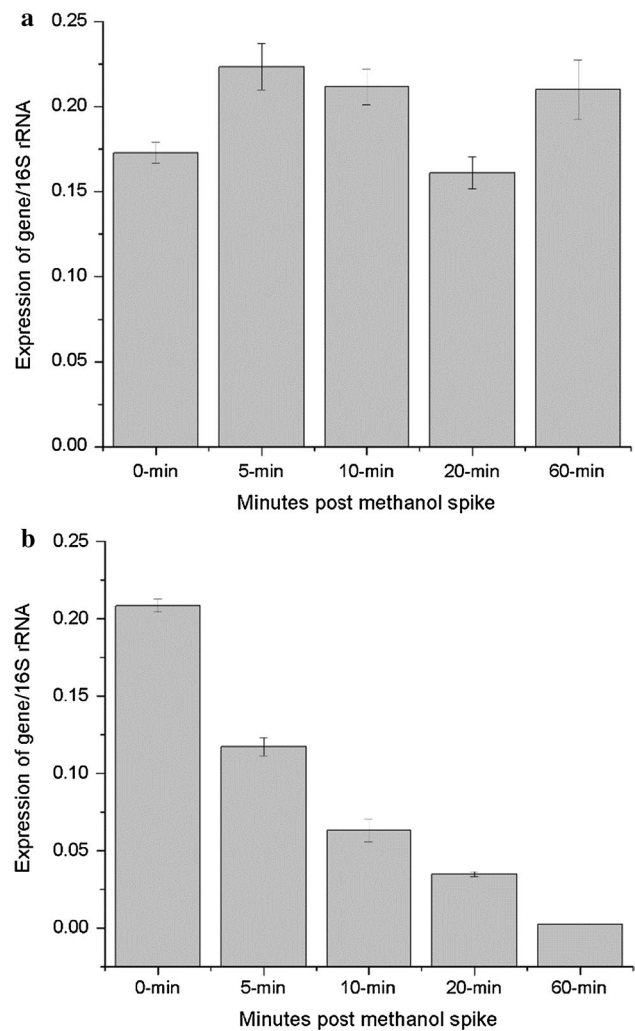 a
Expression of gene/16S rRNA
0.25
0.20
0.15
0.10
0.05
0.00
0-min 5-min 10-min 20-min 60-min
Minutes post methanol spike
b
Expression of gene/16S rRNA
0.25
0.20
0.15
0.10
0.05
0.00
0-min 5-min 10-min 20-min 60-min
Minutes post methanol spike